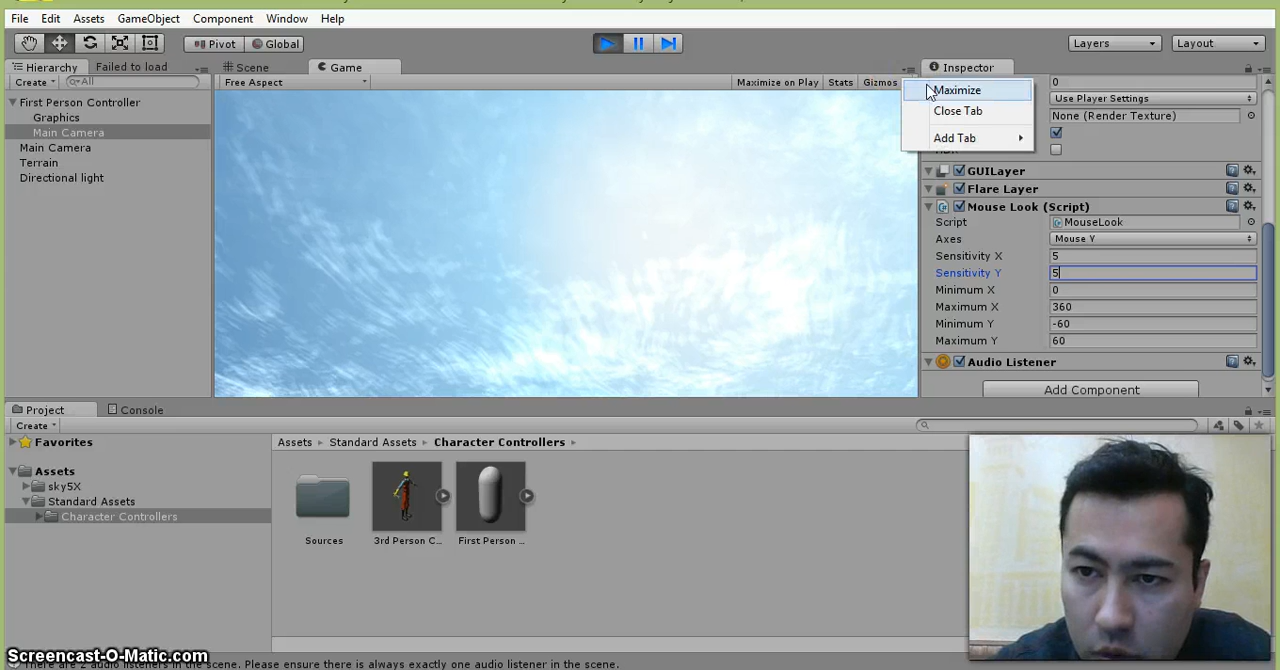 File Edit Assets GameObject Component Window Help
Pivot Global Layers Layout
Hierarchy Failed to load
Create All
First Person Controller
Graphics
Main Camera
Main Camera
Terrain
Directional light
Scene Game
Free Aspect Maximize on Play Stats Gizmos
Maximize
Close Tab
Add Tab
Inspector
0
Use Player Settings
None (Render Texture)
GUILayer
Flare Layer
Mouse Look (Script)
Script MouseLook
Axes Mouse Y
Sensitivity X 5
Sensitivity Y 5
Minimum X 0
Maximum X 360
Minimum Y -60
Maximum Y 60
Audio Listener
Add Component
Project Console
Create
Favorites
Assets
sky5X
Standard Assets
Character Controllers
Assets Standard Assets Character Controllers
Sources 3rd Person C... First Person ...
Screencast-O-Matic.com
There are 2 audio listeners in the scene. Please ensure there is always exactly one audio listener in the scene.